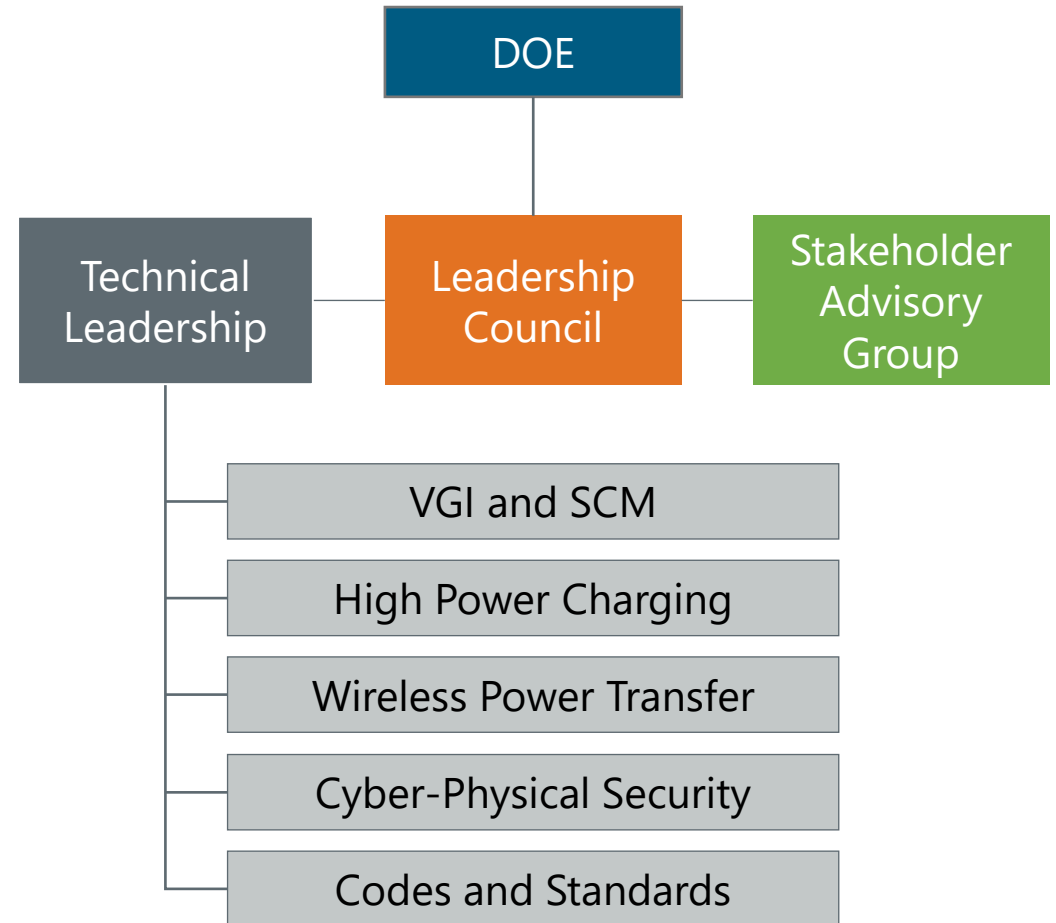 DOE
Technical
Leadership
Leadership
Council
Stakeholder
Advisory
Group
VGI and SCM
High Power Charging
Wireless Power Transfer
Cyber-Physical Security
Codes and Standards